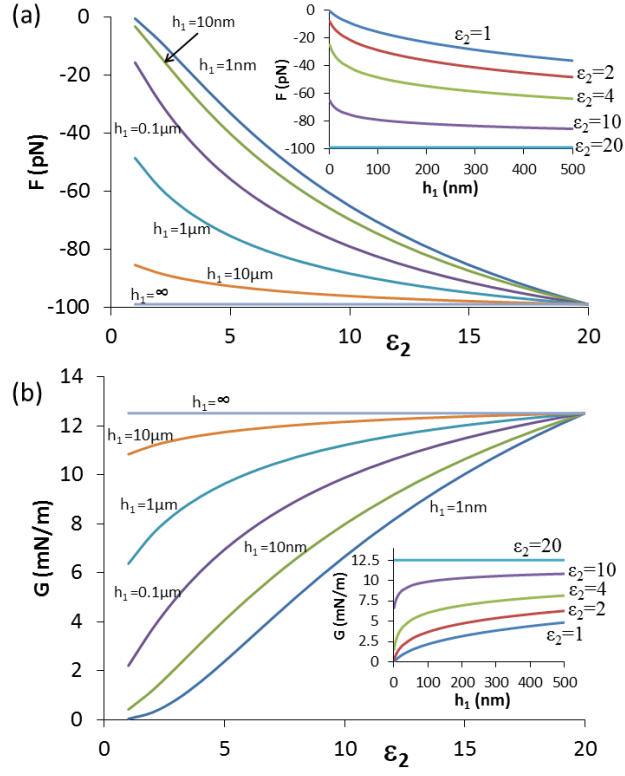 (a)
0
-20
-40
-60
-80
-100
F (pN)
h₁=10nm
h₁=1nm
h₁=0.1µm
h₁=1µm
h₁=10µm
h₁=∞
0
5
10
15
20
ε₂
0
-20
-40
-60
-80
-100
F (pN)
ε₂=1
ε₂=2
ε₂=4
ε₂=10
ε₂=20
0
100
200
300
400
500
h₁ (nm)
(b)
14
12
10
8
6
4
2
0
G (mN/m)
h₁=∞
h₁=10µm
h₁=1µm
h₁=0.1µm
h₁=10nm
h₁=1nm
0
5
10
15
20
ε₂
12.5
10
7.5
5
2.5
0
G (mN/m)
ε₂=20
ε₂=10
ε₂=4
ε₂=2
ε₂=1
0
100
200
300
400
500
h₁ (nm)